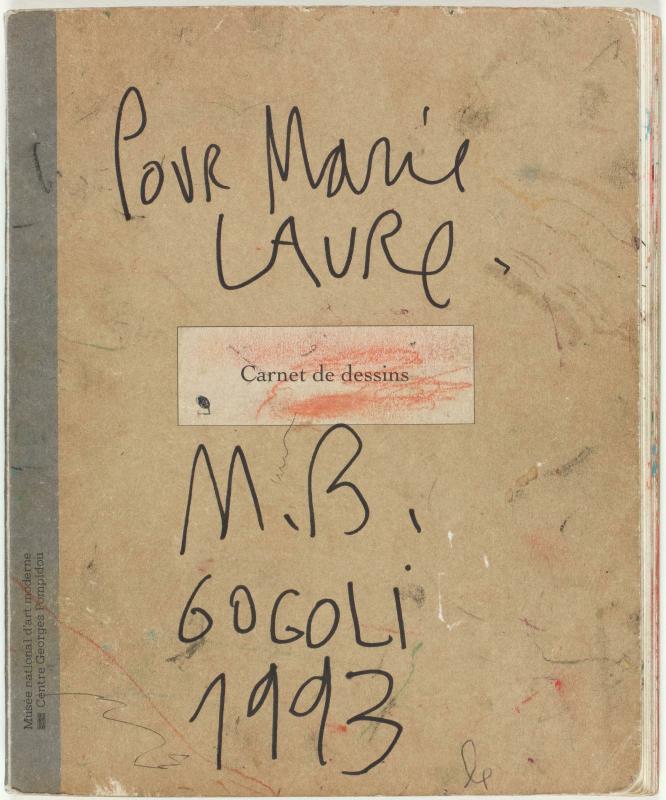 Pour Marie
Laure.
Carnet de dessins
M.B.
GOGOLi
1993
Musée national d'art moderne
Centre Georges Pompidou